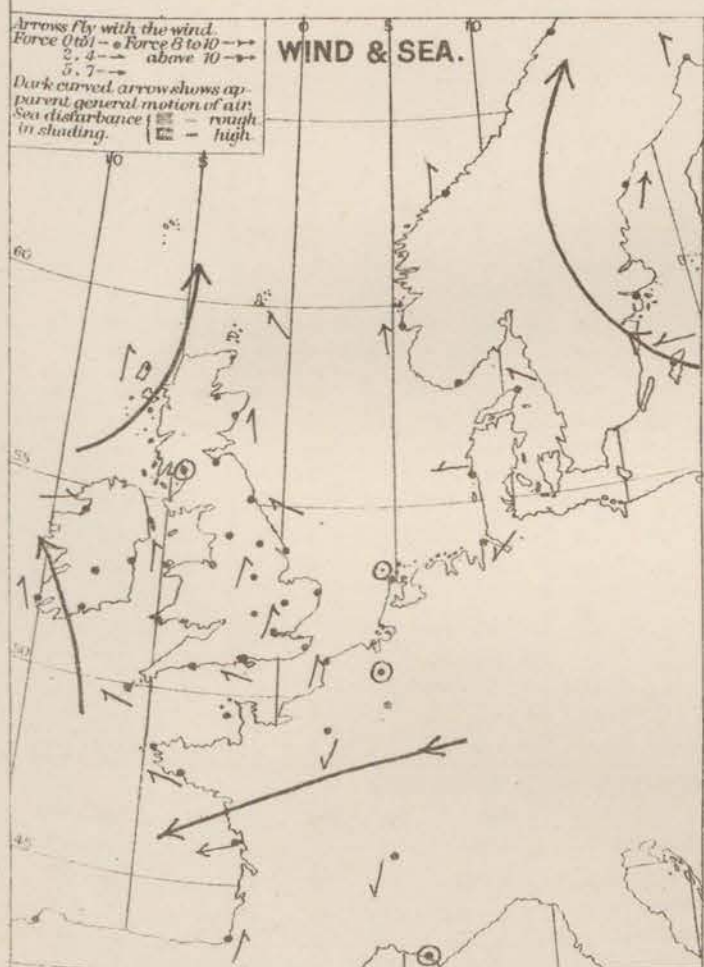 0 5 10
Arrows fly with the wind.
Force 0 to 1 – Force 8 to 10 –
2. 4 – above 10 –
5. 7 –
WIND & SEA.
Dark curved arrow shows ap-
parent general motion of air.
Sea disturbance { – rough
in shading. { – high
10 5
60
55
50
45